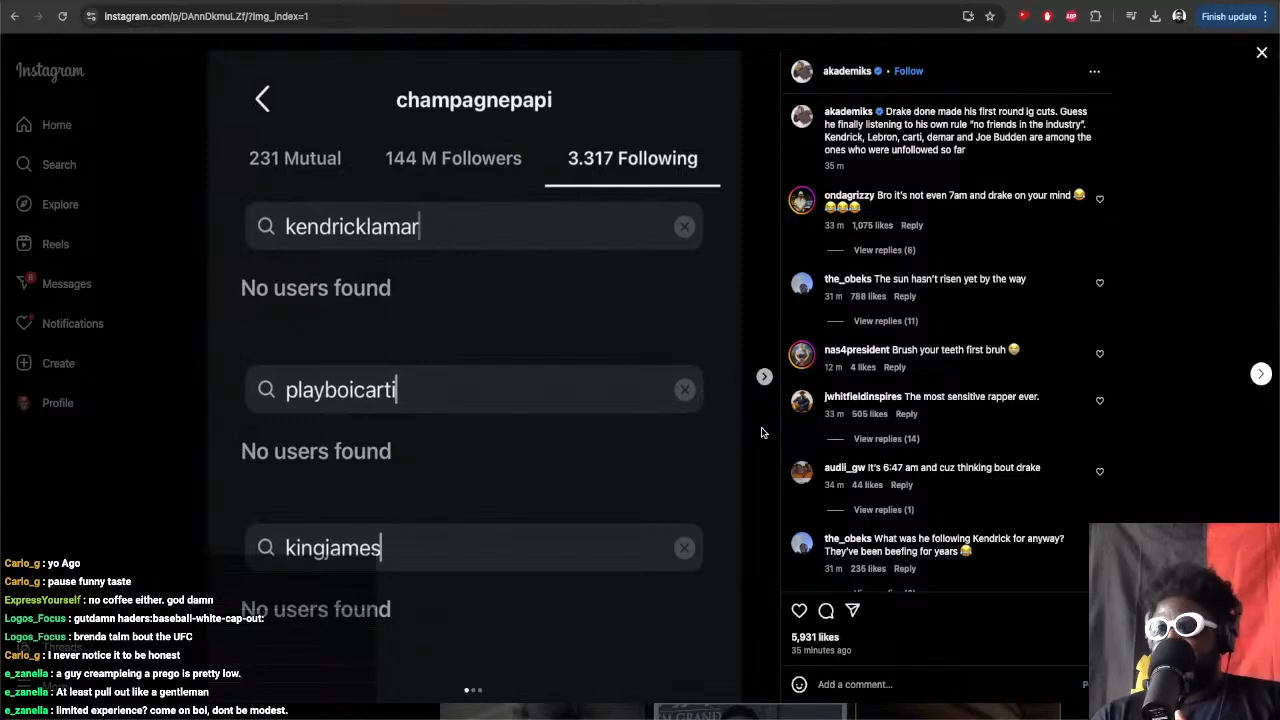 instagram.com/p/DAnnDkmuLZf/?img_index=1
Finish update
Instagram
Home
Search
Explore
Reels
8
Messages
Notifications
Create
Profile
champagnepapi
231 Mutual
144 M Followers
3.317 Following
kendricklamar
No users found
playboicarti
No users found
kingjames
No users found
akademiks • Follow
akademiks Drake done made his first round ig cuts. Guess
he finally listening to his own rule “no friends in the industry”.
Kendrick, Lebron, carti, demar and Joe Budden are among the
ones who were unfollowed so far
35 m
ondagrizzy Bro it’s not even 7am and drake on your mind 😂
😂😂😂
33 m 1,075 likes Reply
View replies (6)
the_obeks The sun hasn’t risen yet by the way
31 m 788 likes Reply
View replies (11)
nas4president Brush your teeth first bruh 😂
12 m 4 likes Reply
jwhitfieldinspires The most sensitive rapper ever.
33 m 505 likes Reply
View replies (14)
audii_gw It’s 6:47 am and cuz thinking bout drake
34 m 44 likes Reply
View replies (1)
the_obeks What was he following Kendrick for anyway?
They’ve been beefing for years 😂
31 m 235 likes Reply
5,931 likes
35 minutes ago
Add a comment...
P
Carlo_g : yo Ago
Carlo_g : pause funny taste
ExpressYourself : no coffee either. god damn
Logos_Focus : gutdamn haders:baseball-white-cap-out:
Logos_Focus : brenda talm bout the UFC
Threads
Carlo_g : I never notice it to be honest
e_zanella : a guy creampieing a prego is pretty low.
e_zanella : At least pull out like a gentleman
e_zanella : limited experience? come on boi, dont be modest.